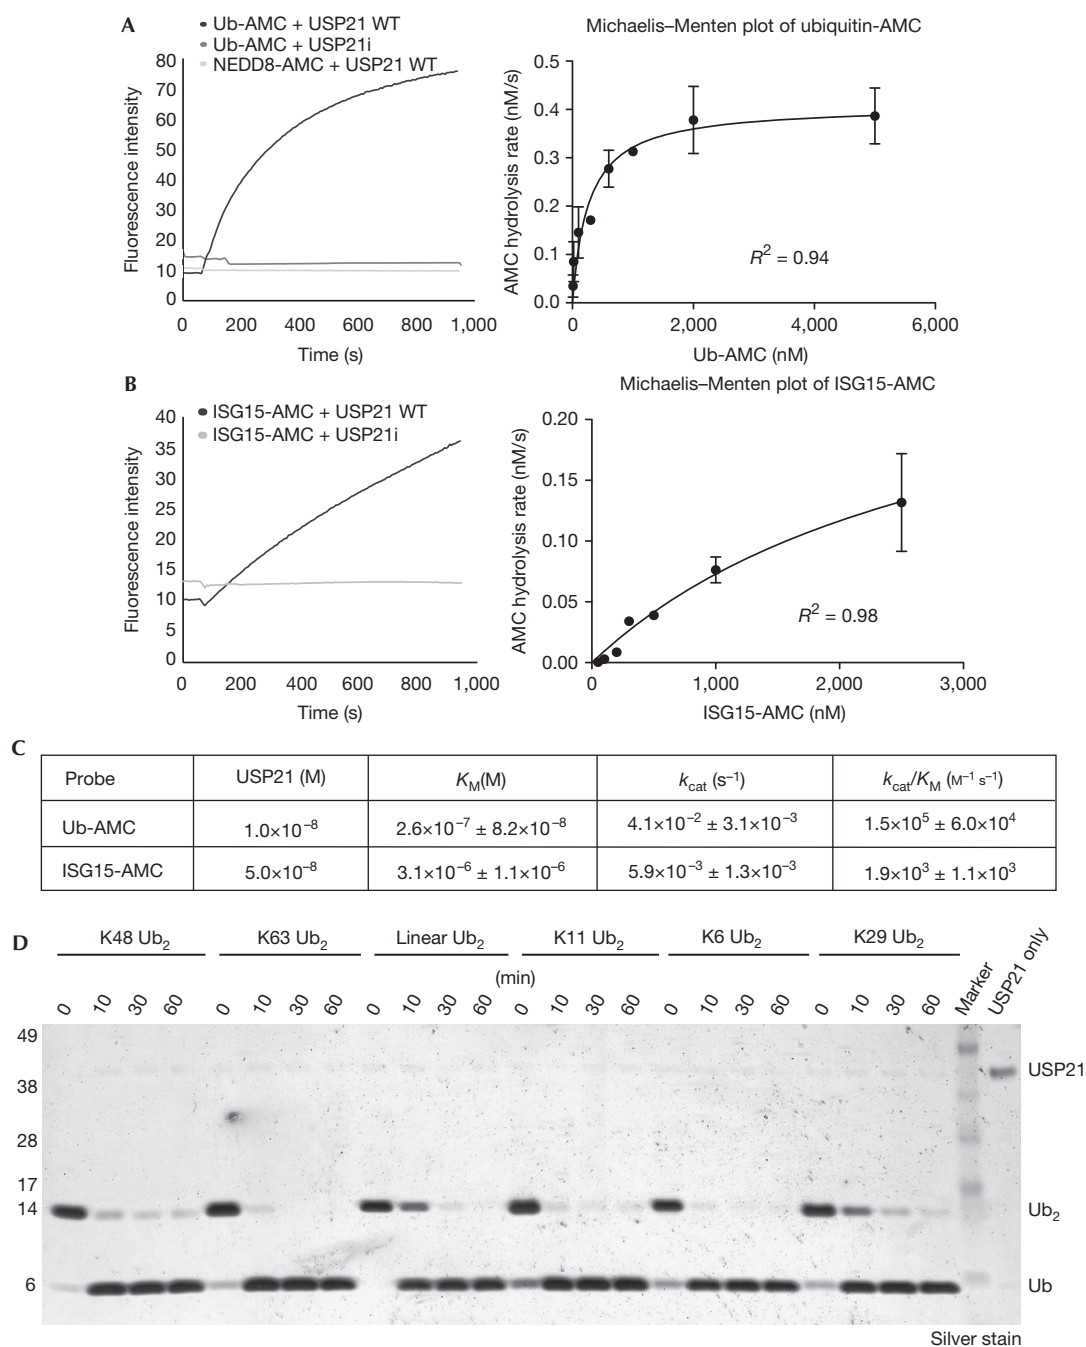 A
Ub-AMC + USP21 WT
Ub-AMC + USP21i
NEDD8-AMC + USP21 WT
80
70
60
50
40
30
20
10
0
Fluorescence intensity
0 200 400 600 800 1,000
Time (s)
Michaelis–Menten plot of ubiquitin-AMC
0.5
0.4
0.3
0.2
0.1
0.0
AMC hydrolysis rate (nM/s)
R² = 0.94
0 2,000 4,000 6,000
Ub-AMC (nM)
B
ISG15-AMC + USP21 WT
ISG15-AMC + USP21i
40
35
30
25
20
15
10
5
0
Fluorescence intensity
0 200 400 600 800 1,000
Time (s)
Michaelis–Menten plot of ISG15-AMC
0.20
0.15
0.10
0.05
0.00
AMC hydrolysis rate (nM/s)
R² = 0.98
0 1,000 2,000 3,000
ISG15-AMC (nM)
C
Probe USP21 (M) K_M(M) k_cat (s⁻¹) k_cat/K_M (M⁻¹ s⁻¹)
Ub-AMC 1.0×10⁻⁸ 2.6×10⁻⁷ ± 8.2×10⁻⁸ 4.1×10⁻² ± 3.1×10⁻³ 1.5×10⁵ ± 6.0×10⁴
ISG15-AMC 5.0×10⁻⁸ 3.1×10⁻⁶ ± 1.1×10⁻⁶ 5.9×10⁻³ ± 1.3×10⁻³ 1.9×10³ ± 1.1×10³
D
K48 Ub₂ K63 Ub₂ Linear Ub₂ K11 Ub₂ K6 Ub₂ K29 Ub₂
(min)
0 10 30 60 0 10 30 60 0 10 30 60 0 10 30 60 0 10 30 60 0 10 30 60 Marker USP21 only
49
38
28
17
14
6
USP21
Ub₂
Ub
Silver stain